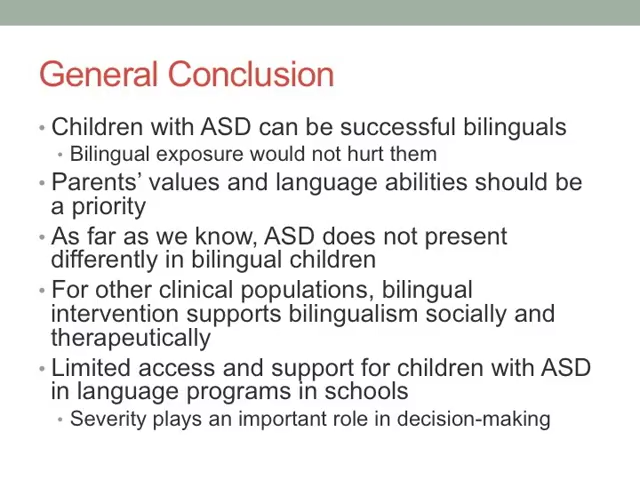 General Conclusion
• Children with ASD can be successful bilinguals
• Bilingual exposure would not hurt them
• Parents’ values and language abilities should be
a priority
• As far as we know, ASD does not present
differently in bilingual children
• For other clinical populations, bilingual
intervention supports bilingualism socially and
therapeutically
• Limited access and support for children with ASD
in language programs in schools
• Severity plays an important role in decision-making